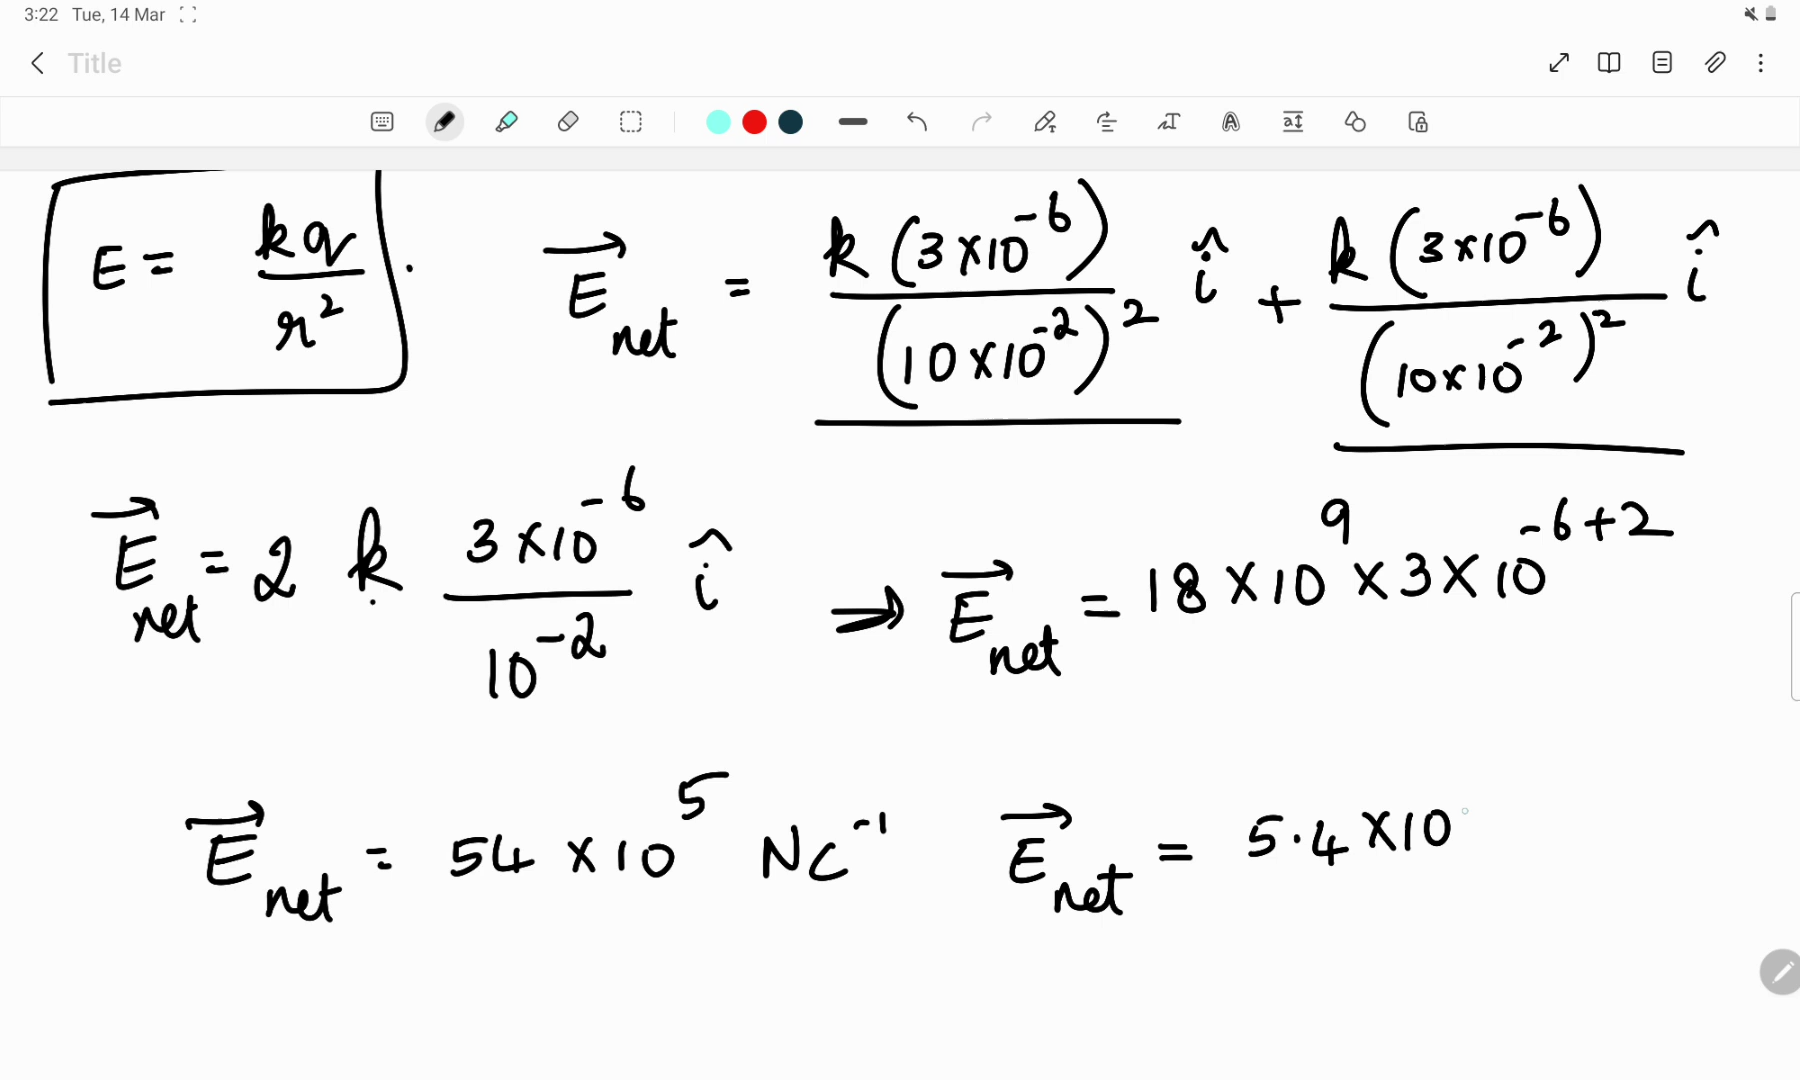 3:22 Tue, 14 Mar
Title
E = kq / r²
E⃗net = k(3×10⁻⁶) / (10×10⁻²)² î + k(3×10⁻⁶) / (10×10⁻²)² î
E⃗net = 2 k 3×10⁻⁶ / 10⁻² î ⇒ E⃗net = 18×10⁹×3×10⁻⁶⁺²
E⃗net = 54×10⁵ NC⁻¹ E⃗net = 5.4×10